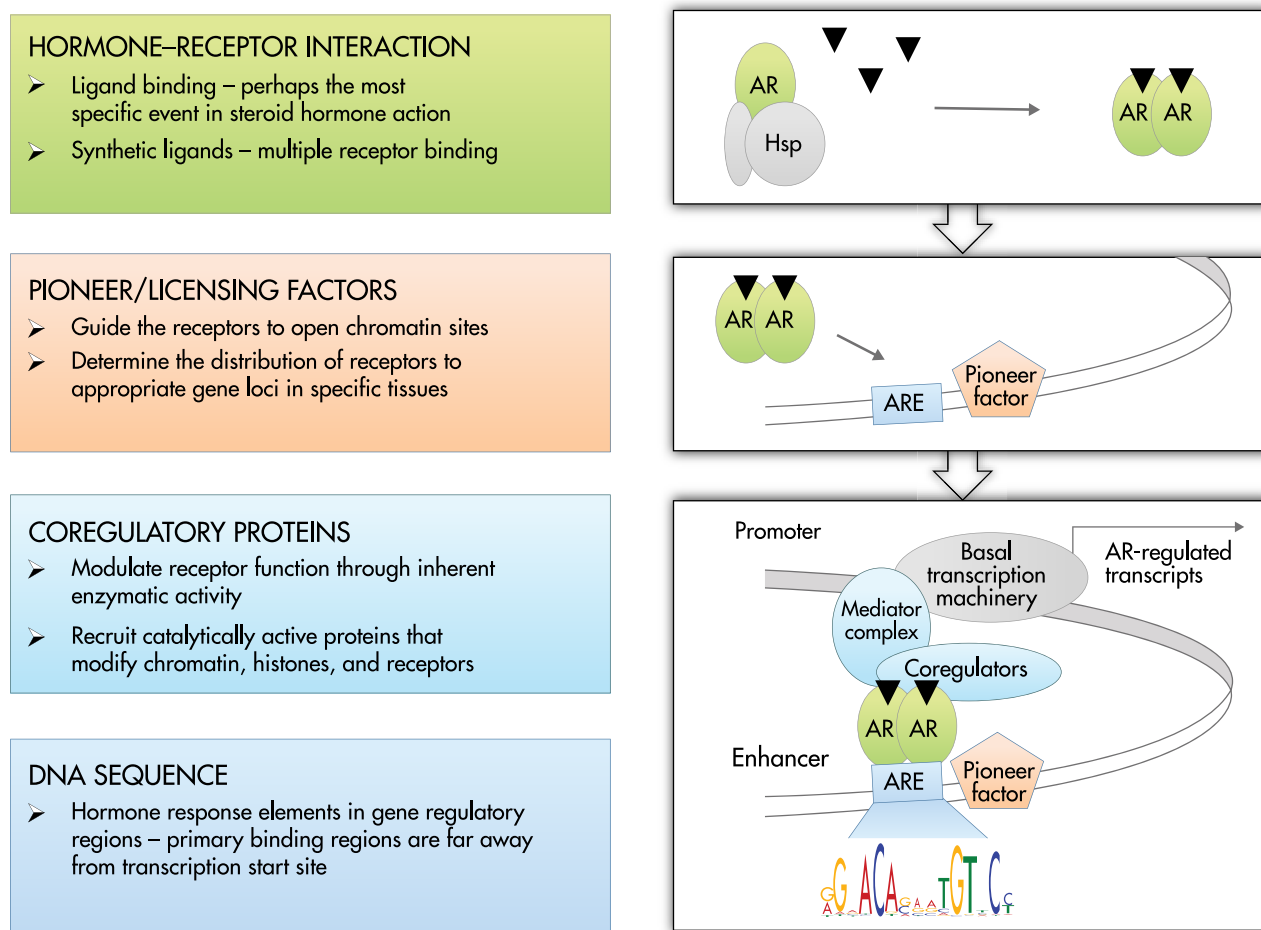 HORMONE–RECEPTOR INTERACTION
➢ Ligand binding – perhaps the most
specific event in steroid hormone action
➢ Synthetic ligands – multiple receptor binding
PIONEER/LICENSING FACTORS
➢ Guide the receptors to open chromatin sites
➢ Determine the distribution of receptors to
appropriate gene loci in specific tissues
COREGULATORY PROTEINS
➢ Modulate receptor function through inherent
enzymatic activity
➢ Recruit catalytically active proteins that
modify chromatin, histones, and receptors
DNA SEQUENCE
➢ Hormone response elements in gene regulatory
regions – primary binding regions are far away
from transcription start site
AR
Hsp
AR AR
AR AR
ARE
Pioneer
factor
Promoter
Basal
transcription
machinery
AR-regulated
transcripts
Mediator
complex
Coregulators
AR AR
Enhancer
ARE
Pioneer
factor
GG ACA GAA TGT C